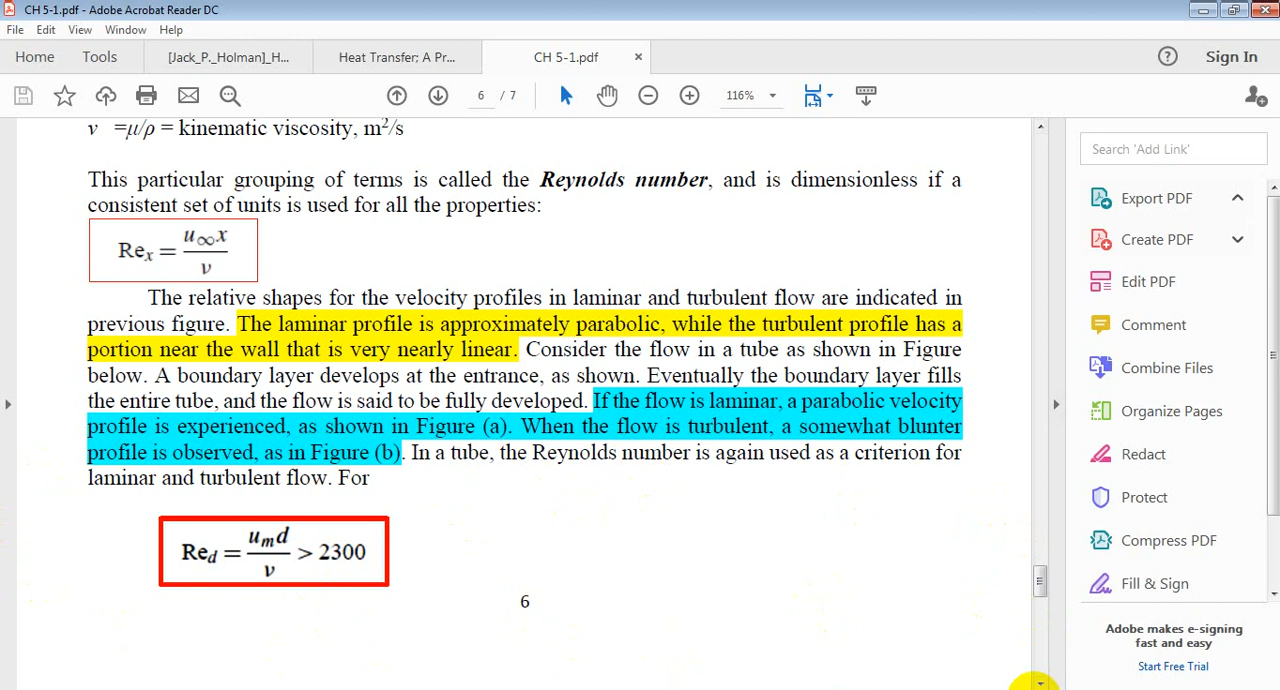 CH 5-1.pdf - Adobe Acrobat Reader DC
File Edit View Window Help
Home Tools [Jack_P._Holman]_H... Heat Transfer; A Pr... CH 5-1.pdf × ? Sign In
6 / 7 116%
ν =μ/ρ = kinematic viscosity, m²/s
This particular grouping of terms is called the Reynolds number, and is dimensionless if a
consistent set of units is used for all the properties:
Reₓ = u∞x / ν
The relative shapes for the velocity profiles in laminar and turbulent flow are indicated in
previous figure. The laminar profile is approximately parabolic, while the turbulent profile has a
portion near the wall that is very nearly linear. Consider the flow in a tube as shown in Figure
below. A boundary layer develops at the entrance, as shown. Eventually the boundary layer fills
the entire tube, and the flow is said to be fully developed. If the flow is laminar, a parabolic velocity
profile is experienced, as shown in Figure (a). When the flow is turbulent, a somewhat blunter
profile is observed, as in Figure (b). In a tube, the Reynolds number is again used as a criterion for
laminar and turbulent flow. For
Re_d = u_m d / ν > 2300
6
Search 'Add Link'
Export PDF
Create PDF
Edit PDF
Comment
Combine Files
Organize Pages
Redact
Protect
Compress PDF
Fill & Sign
Adobe makes e-signing
fast and easy
Start Free Trial